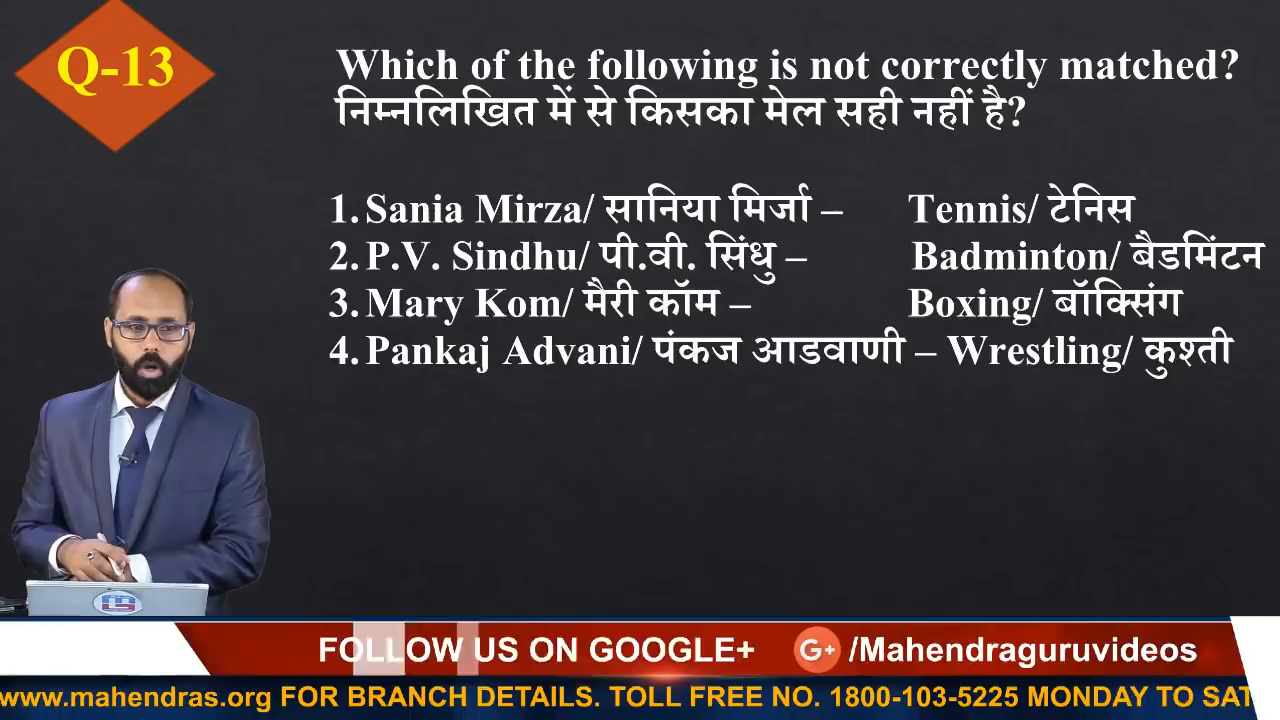 Q-13
Which of the following is not correctly matched?
निम्नलिखित में से किसका मेल सही नहीं है?
1. Sania Mirza/ सानिया मिर्जा – Tennis/ टेनिस
2. P.V. Sindhu/ पी.वी. सिंधु – Badminton/ बैडमिंटन
3. Mary Kom/ मैरी कॉम – Boxing/ बॉक्सिंग
4. Pankaj Advani/ पंकज आडवाणी – Wrestling/ कुश्ती
FOLLOW US ON GOOGLE+ G+ /Mahendraguruvideos
www.mahendras.org FOR BRANCH DETAILS. TOLL FREE NO. 1800-103-5225 MONDAY TO SAT